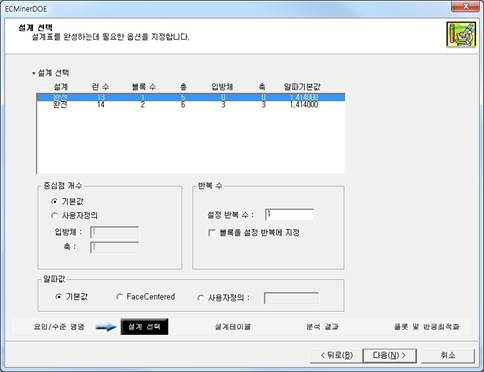 ECMinerDOE
설계 선택
설계표를 완성하는데 필요한 옵션을 지정합니다.
* 설계 선택
설계 런 수 블록 수 총 입방체 축 알파기본값
완전 13 1 5 0 0 1,414000
완전 14 2 6 3 3 1,414000
중심점 개수
기본값
사용자정의
입방체 : 1
축 : 1
반복 수
설정 반복 수 : 1
블록을 설정 반복에 지정
알파값
기본값 FaceCentered 사용자정의 :
요인/수준 명명 설계 선택 설계테이블 분석 결과 플롯 및 반응최적화
< 뒤로(B) 다음(N) > 취소